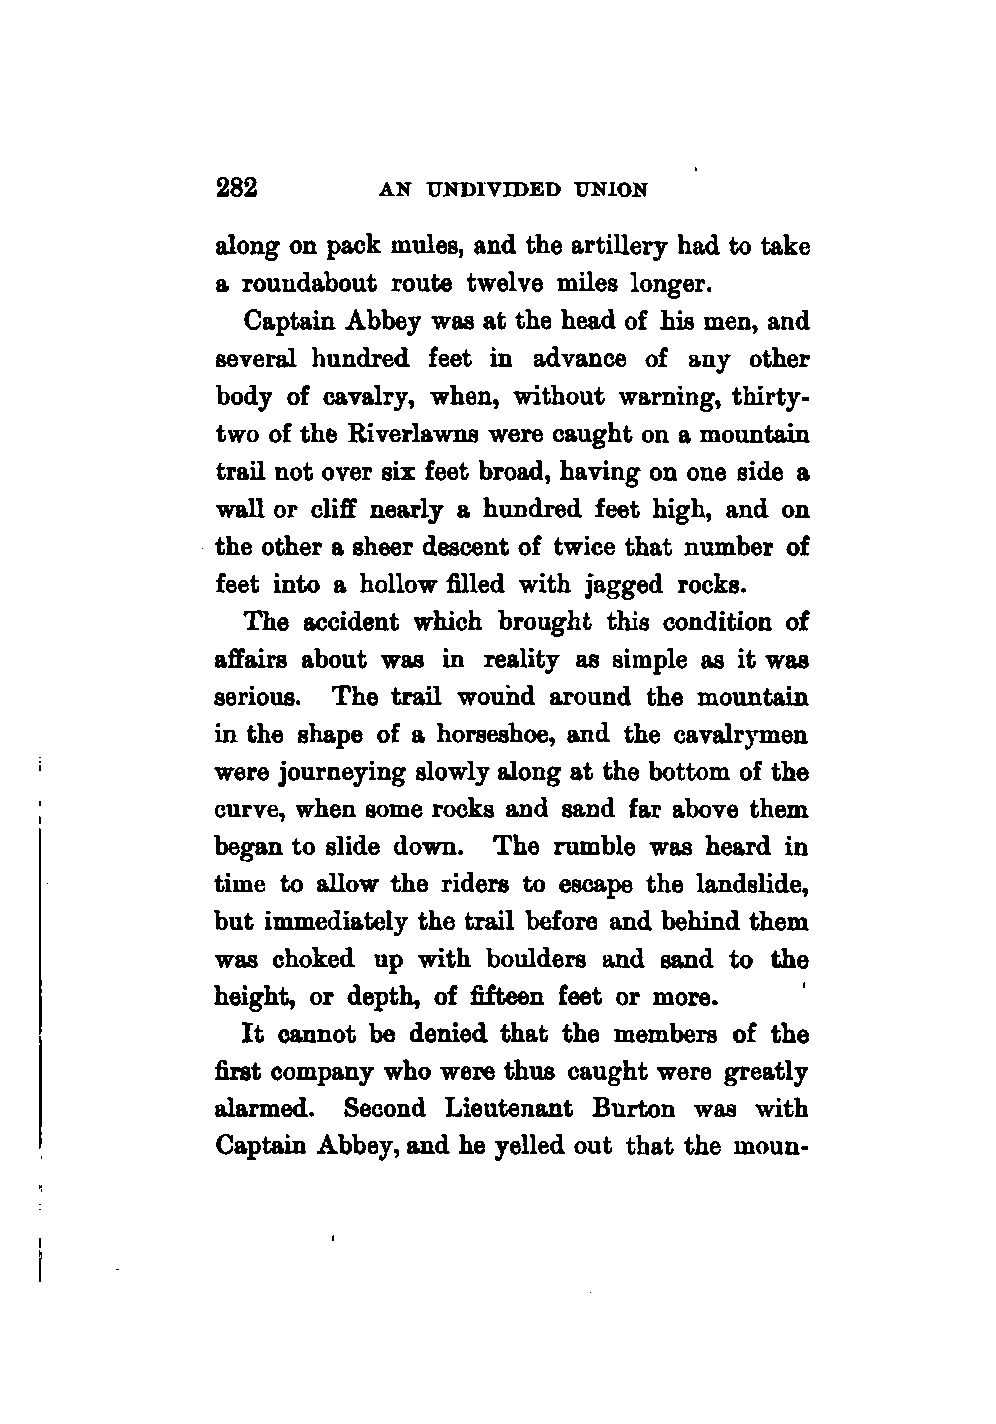 282 AN UNDIVIDED UNION
along on pack mules, and the artillery had to take
a roundabout route twelve miles longer.
Captain Abbey was at the head of his men, and
several hundred feet in advance of any other
body of cavalry, when, without warning, thirty-
two of the Riverlawns were caught on a mountain
trail not over six feet broad, having on one side a
wall or cliff nearly a hundred feet high, and on
the other a sheer descent of twice that number of
feet into a hollow filled with jagged rocks.
The accident which brought this condition of
affairs about was in reality as simple as it was
serious. The trail wound around the mountain
in the shape of a horseshoe, and the cavalrymen
were journeying slowly along at the bottom of the
curve, when some rocks and sand far above them
began to slide down. The rumble was heard in
time to allow the riders to escape the landslide,
but immediately the trail before and behind them
was choked up with boulders and sand to the
height, or depth, of fifteen feet or more.
It cannot be denied that the members of the
first company who were thus caught were greatly
alarmed. Second Lieutenant Burton was with
Captain Abbey, and he yelled out that the moun-